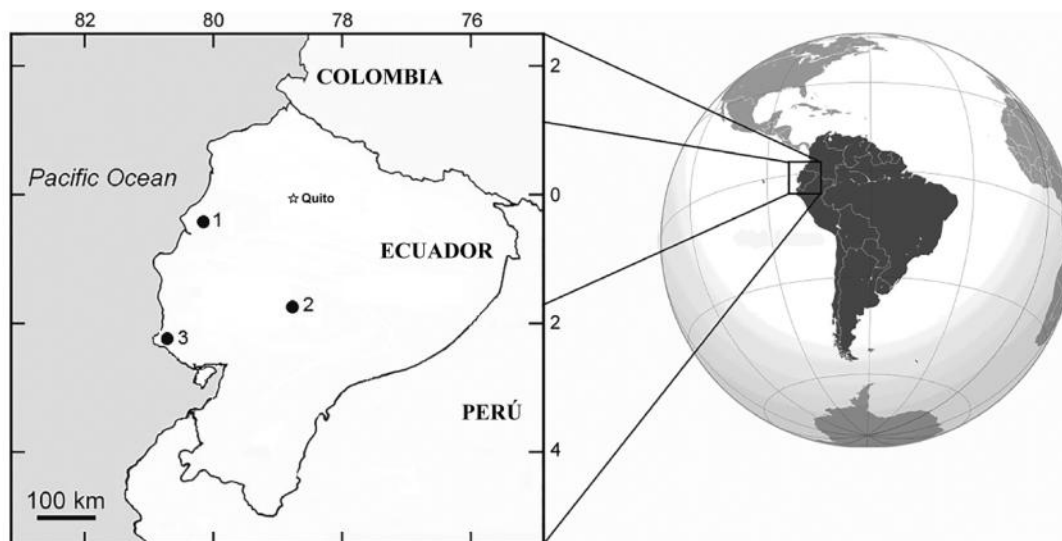 82 80 78 76
2
COLOMBIA
Pacific Ocean
0
Quito
1
ECUADOR
2
2
3
PERÚ
4
100 km